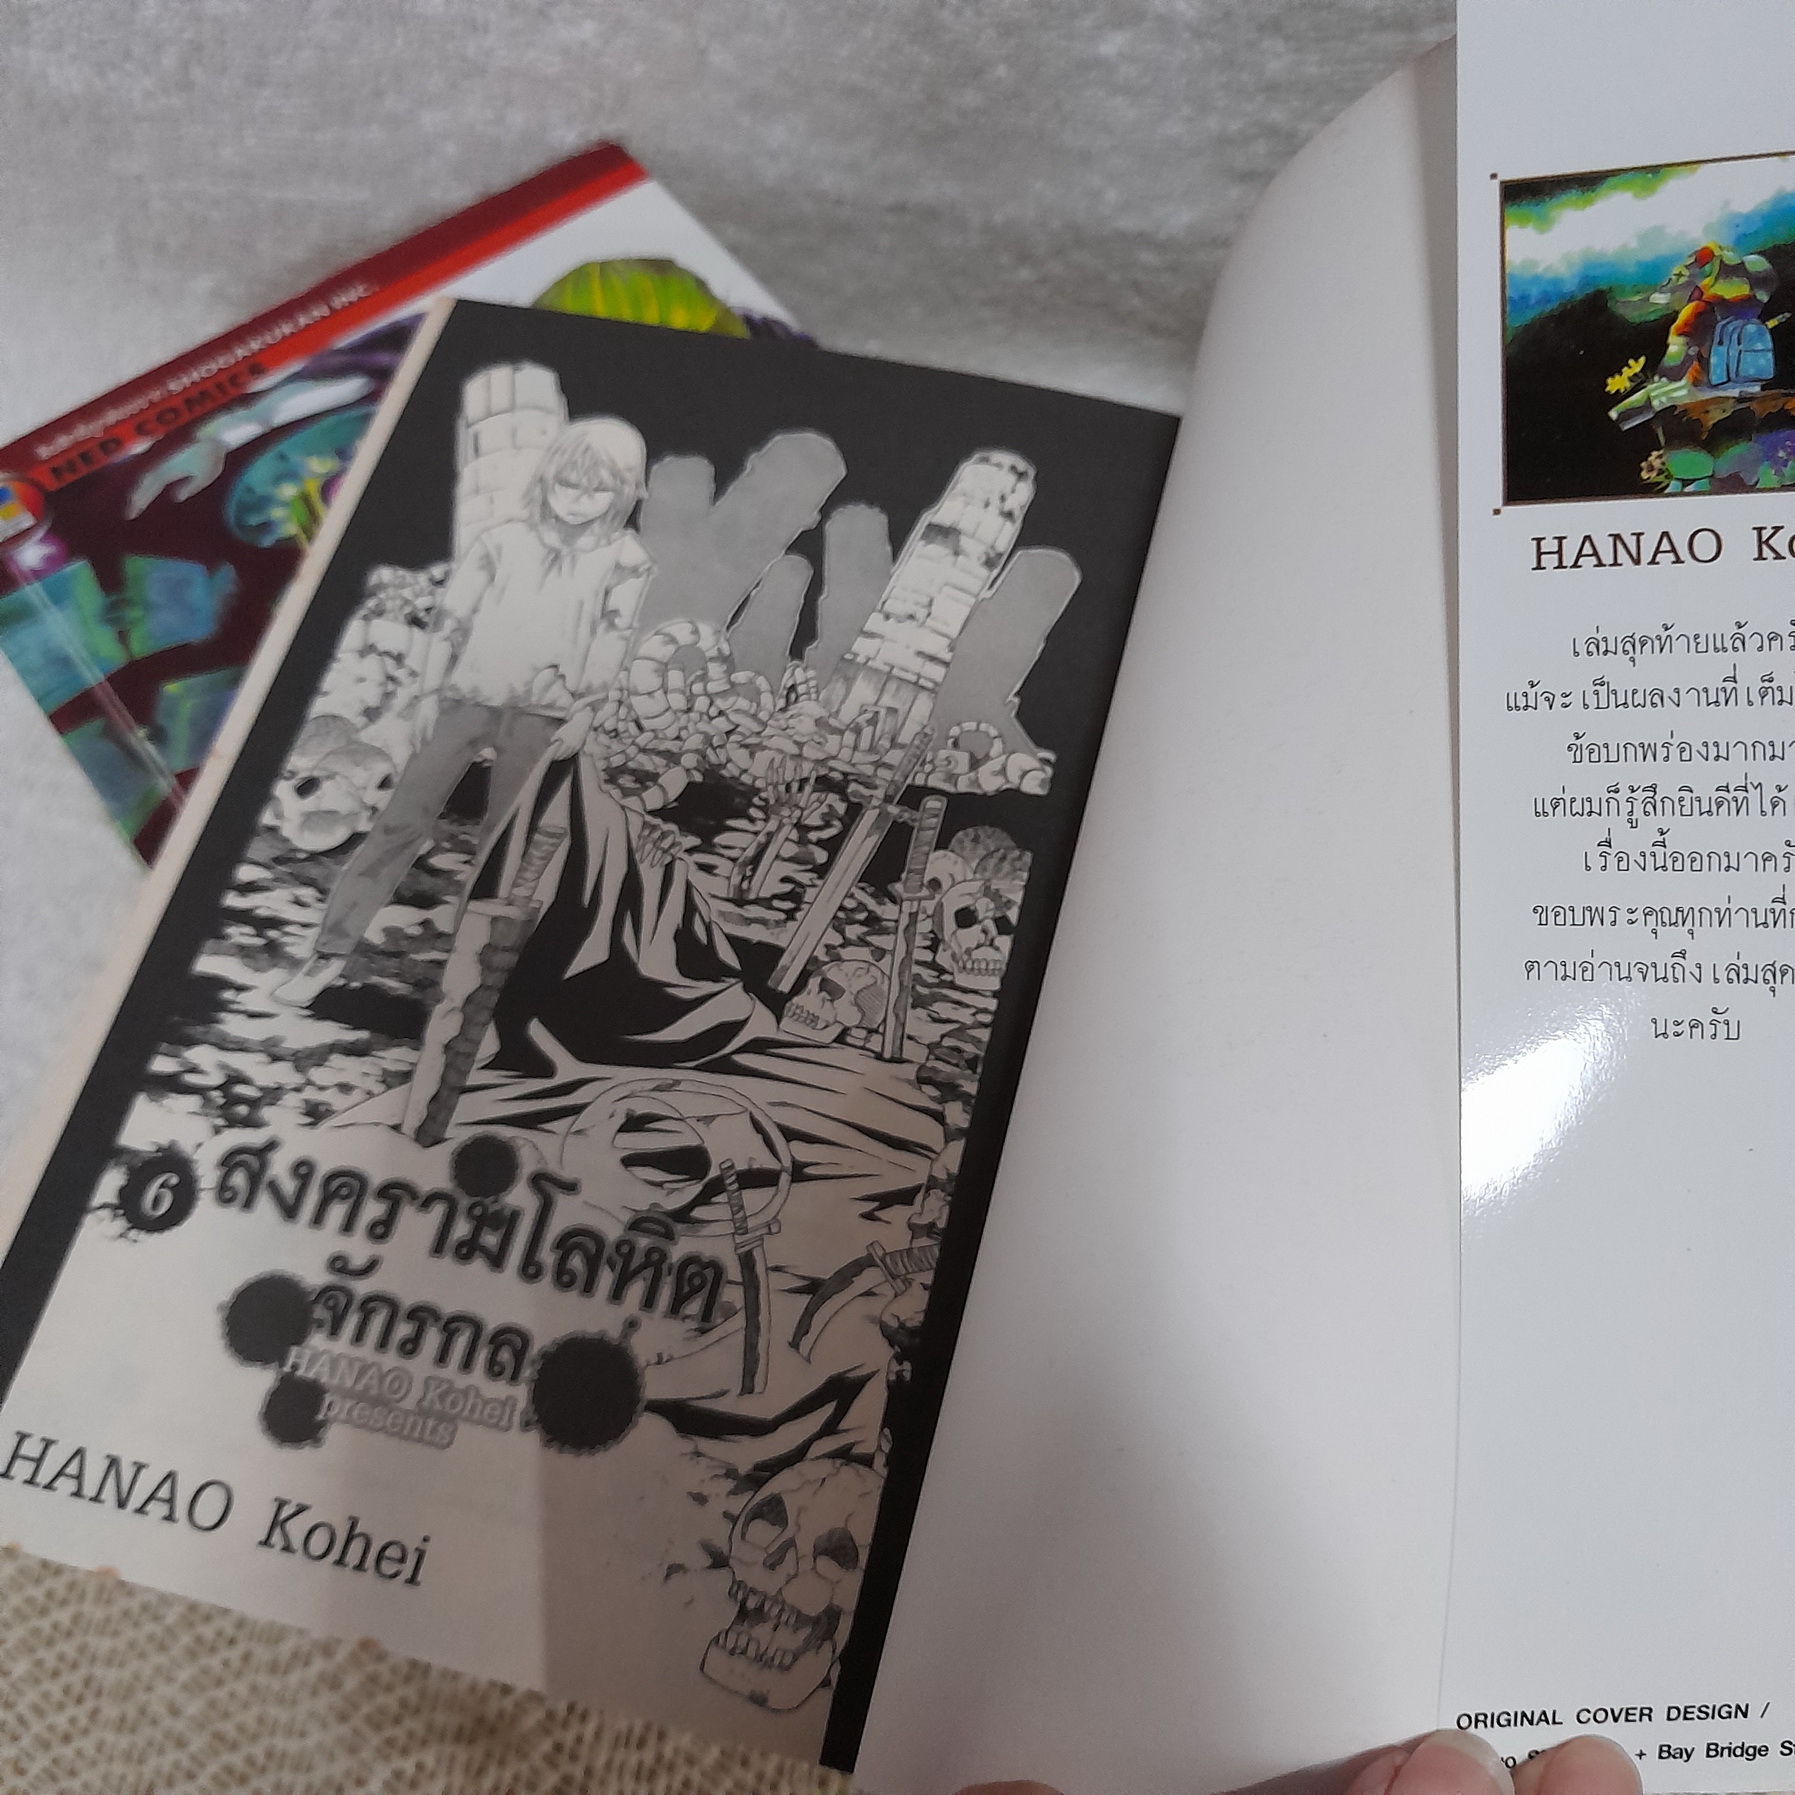 SHOGAKUKAN INC.
NED COMICS
6
สงครามโลหิต
จักรกล
HANAO Kohei
presents
HANAO Kohei
HANAO
เล่มสุดท้ายแล้ว
แม้จะเป็นผลงานที่เต็ม
ข้อบกพร่องมากมา
แต่ผมก็รู้สึกยินดีที่ได้
เรื่องนี้ออกมา
ขอบพระคุณทุกท่านที่
ตามอ่านจนถึงเล่มสุด
นะครับ
ORIGINAL COVER DESIGN /
+ Bay Bridge